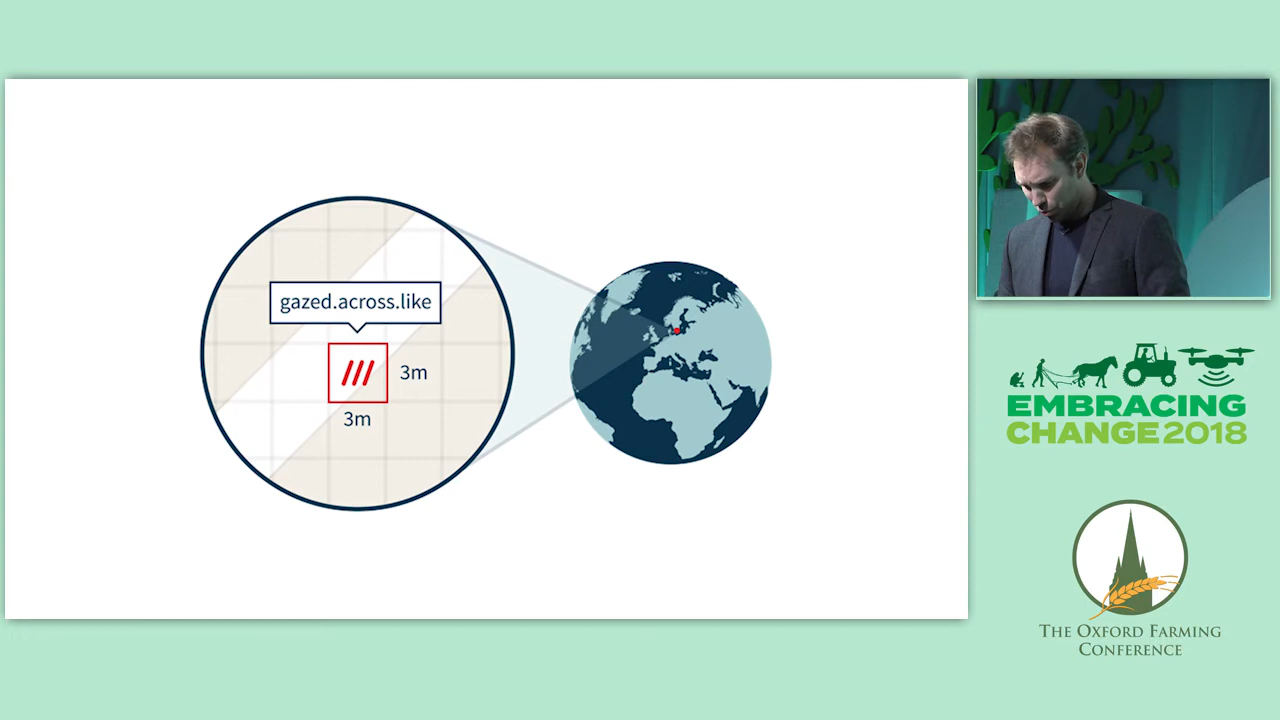 gazed.across.like
3m
3m
EMBRACING
CHANGE2018
THE OXFORD FARMING
CONFERENCE